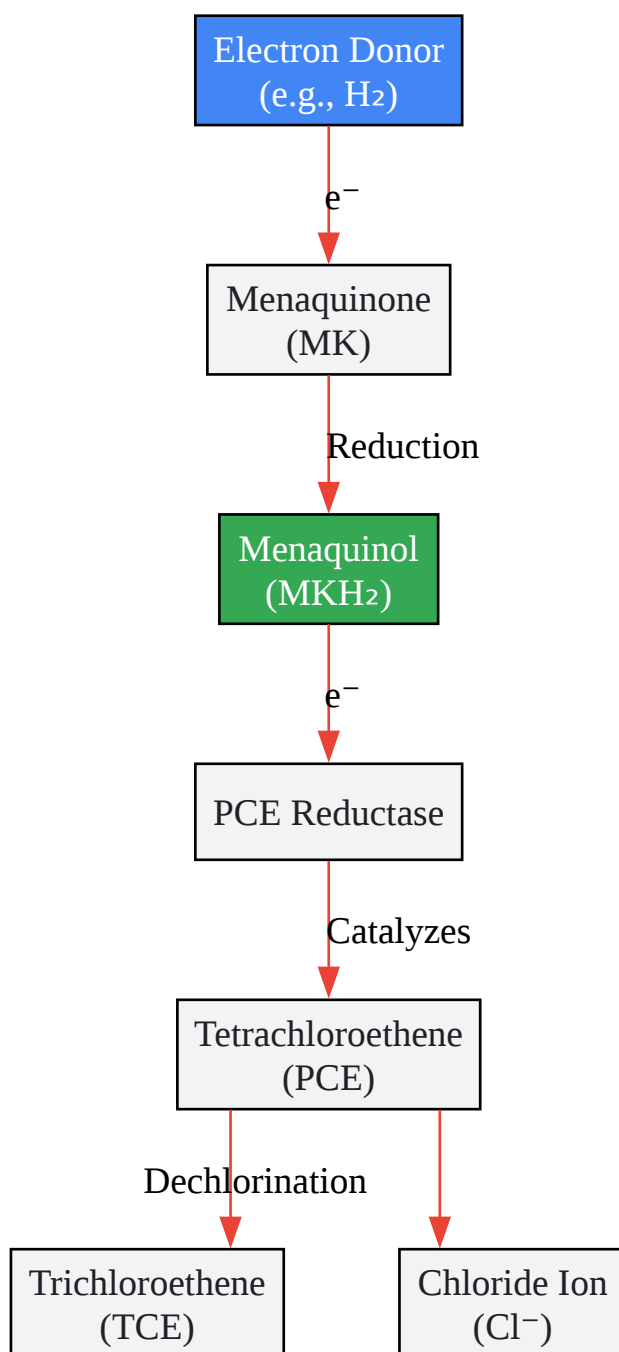 Electron Donor
(e.g., H₂)
e⁻
Menaquinone
(MK)
Reduction
Menaquinol
(MKH₂)
e⁻
PCE Reductase
Catalyzes
Tetrachloroethene
(PCE)
Dechlorination
Trichloroethene
(TCE)
Chloride Ion
(Cl⁻)